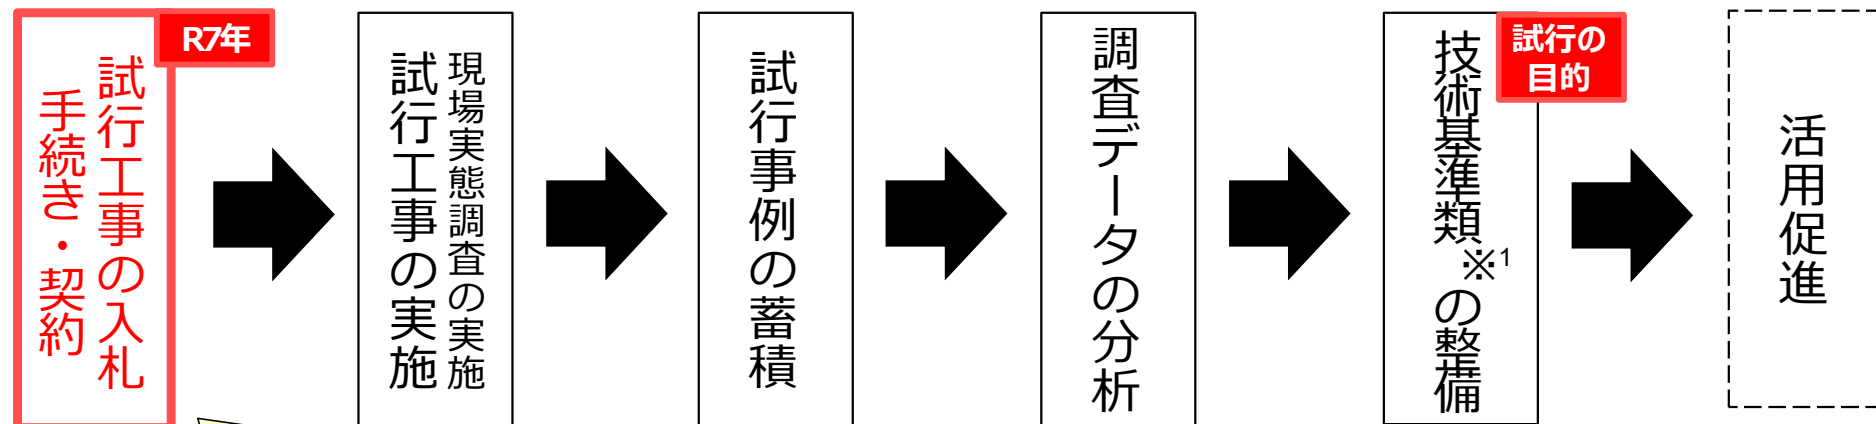 R7年
試行工事の入札
手続き・契約
現場実態調査の実施
試行工事の実施
試行事例の蓄積
調査データの分析
試行の
目的
技術基準類※1の整備
活用促進